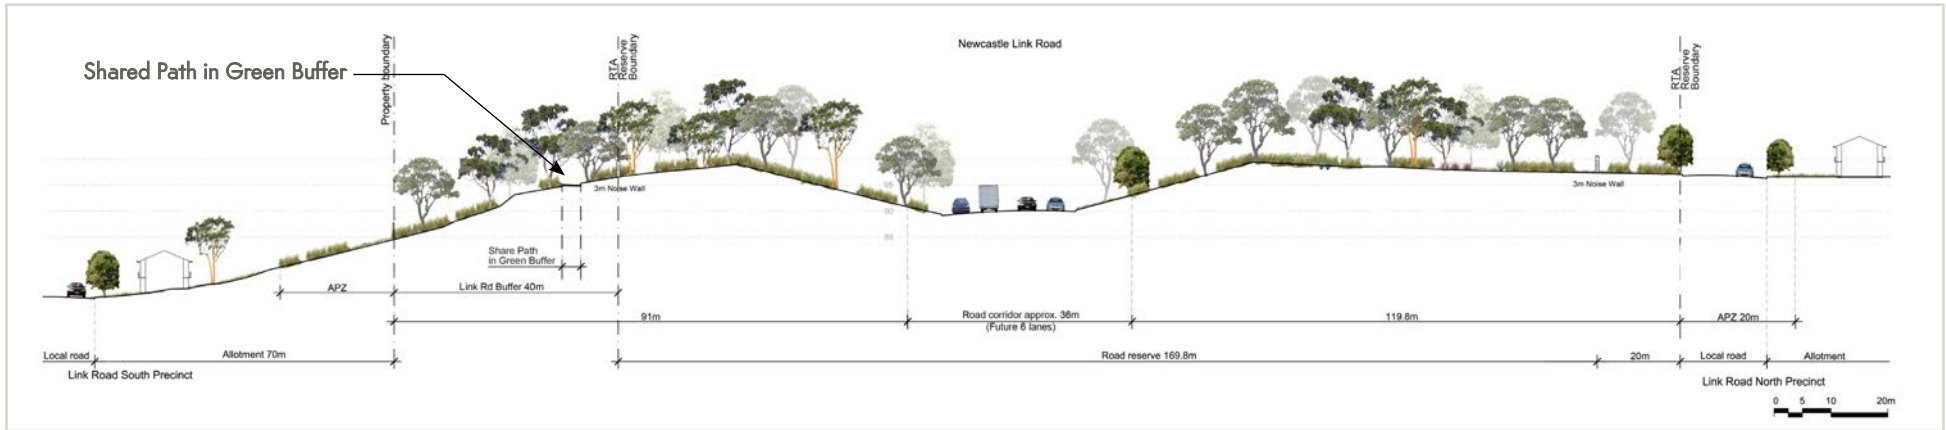 Newcastle Link Road
Shared Path in Green Buffer
Property boundary
RTA
Reserve
Boundary
RTA
Reserve
Boundary
3m Noise Wall
3m Noise Wall
95
90
85
Share Path
in Green Buffer
APZ
Link Rd Buffer 40m
91m
Road corridor approx. 36m
(Future 6 lanes)
119.8m
APZ 20m
Local road
Allotment 70m
Road reserve 169.8m
20m
Local road
Allotment
Link Road South Precinct
Link Road North Precinct
0 5 10 20m